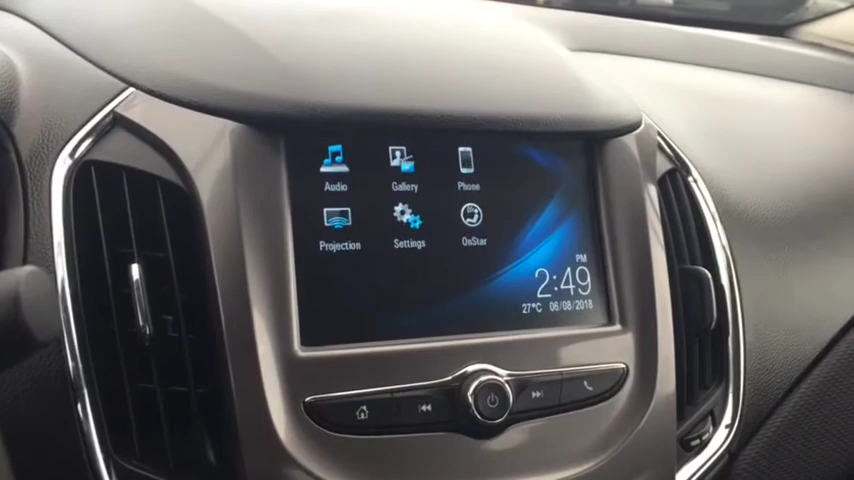 Audio Gallery Phone
Projection Settings OnStar
PM
2:49
27°C 06/08/2018